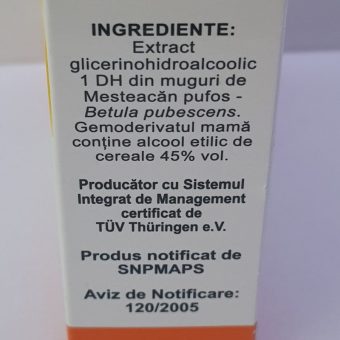 INGREDIENTE:
Extract
glicerinohidroalcoolic
1 DH din muguri de
Mesteacăn pufos -
Betula pubescens.
Gemoderivatul mamă
conține alcool etilic de
cereale 45% vol.
Producător cu Sistemul
Integrat de Management
certificat de
TÜV Thüringen e.V.
Produs notificat de
SNPMAPS
Aviz de Notificare:
120/2005